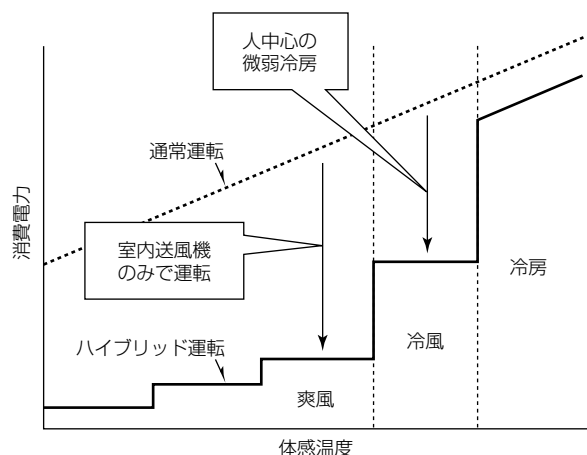 人中心の
微弱冷房
通常運転
消費電力
室内送風機
のみで運転
冷房
ハイブリッド運転
冷風
爽風
体感温度